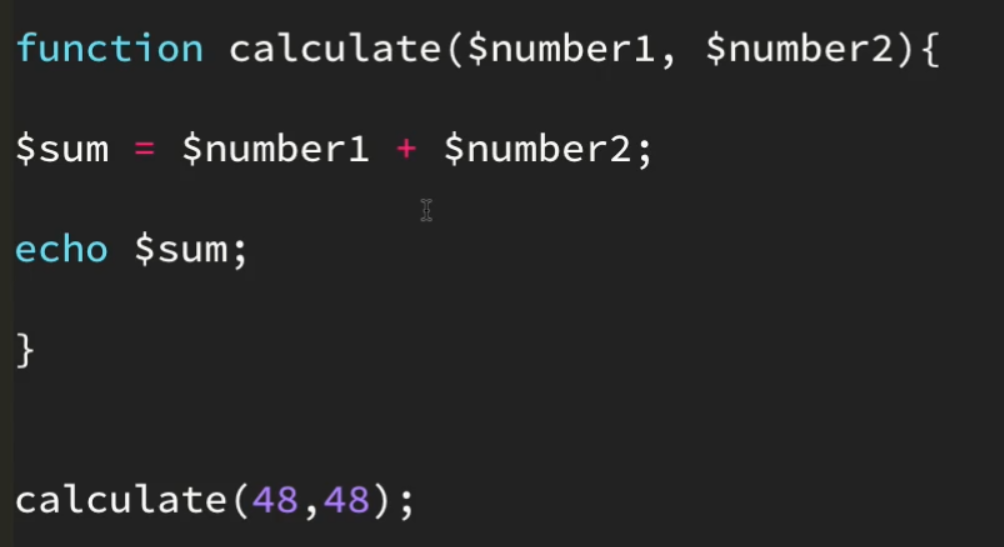 function calculate($number1, $number2){
$sum = $number1 + $number2;
echo $sum;
}
calculate(48,48);